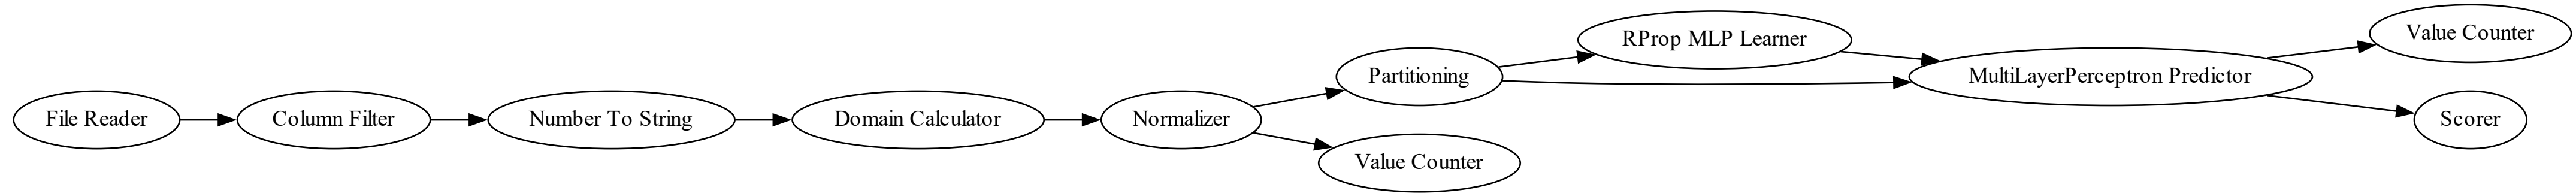 File Reader
Column Filter
Number To String
Domain Calculator
Normalizer
Partitioning
Value Counter
RProp MLP Learner
MultiLayerPerceptron Predictor
Value Counter
Scorer